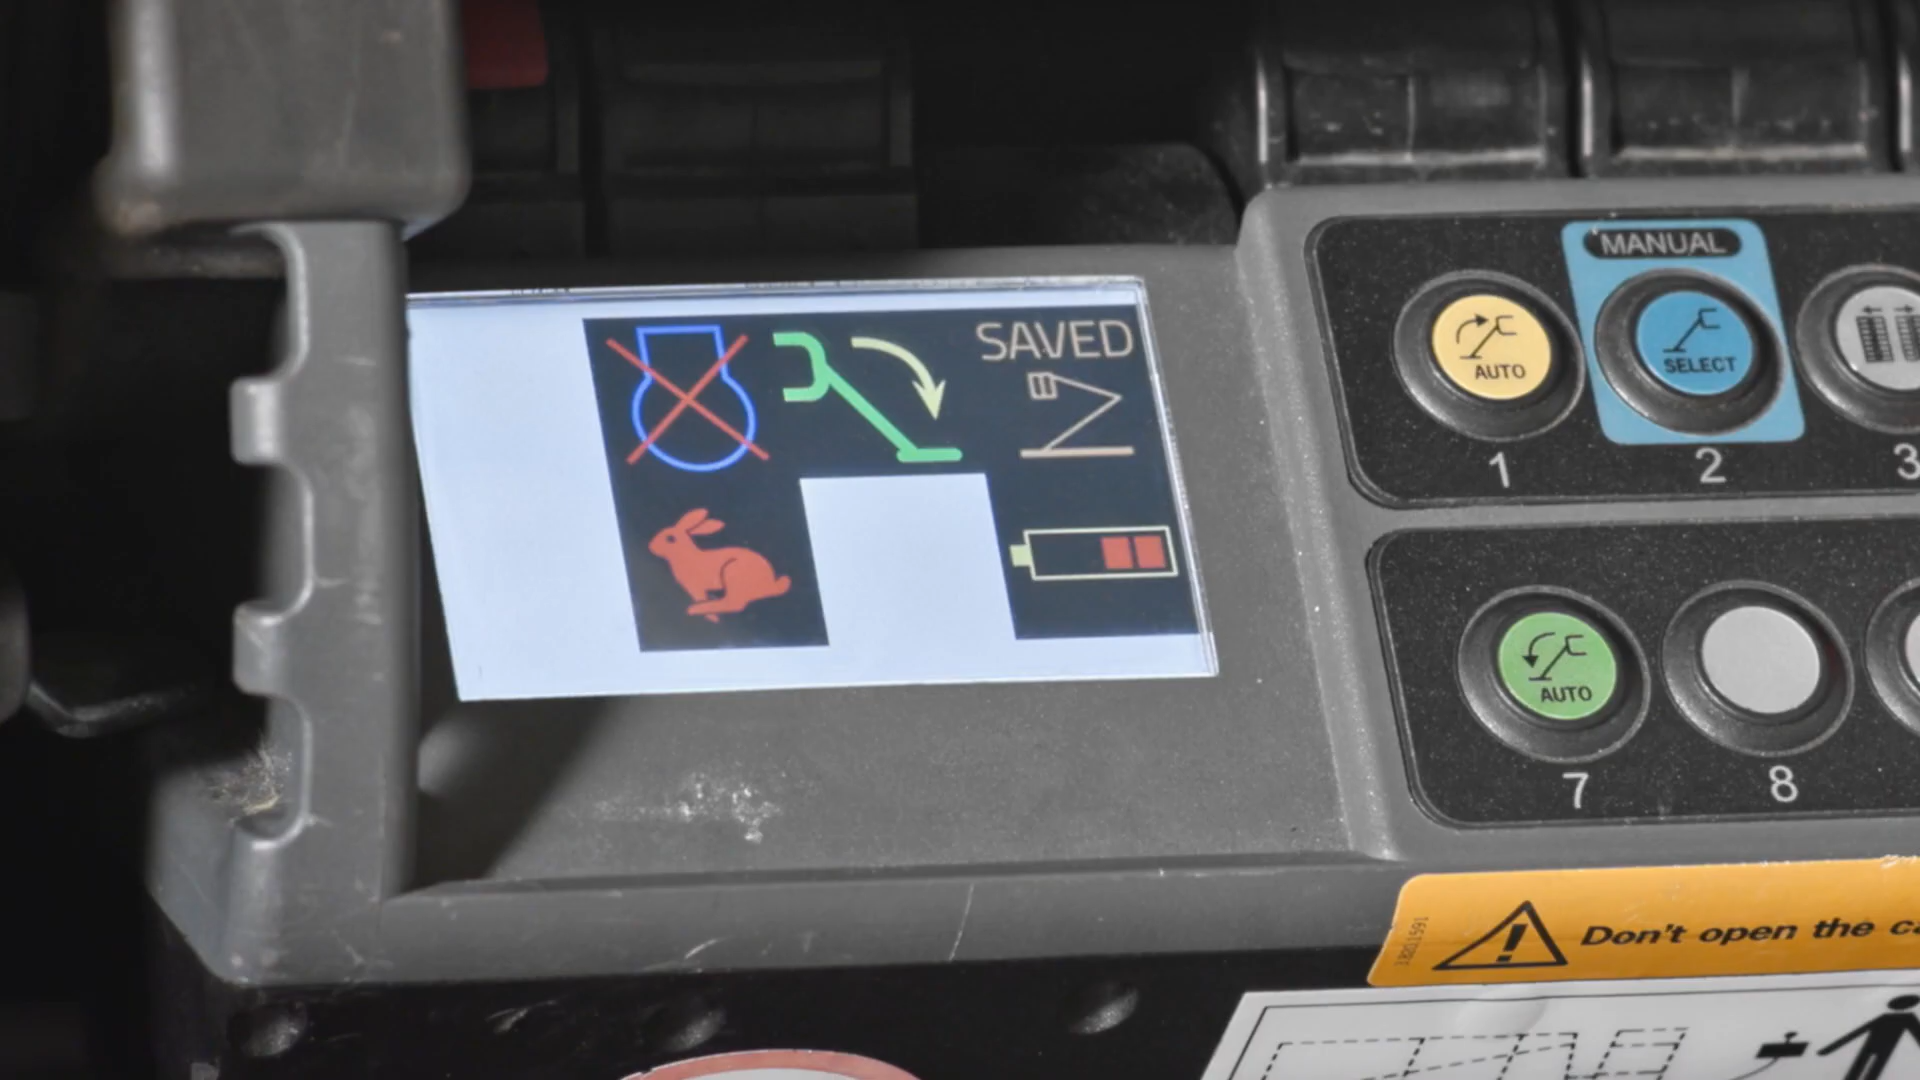 SAVED
MANUAL
AUTO
SELECT
1
2
3
AUTO
7
8
Don't open the